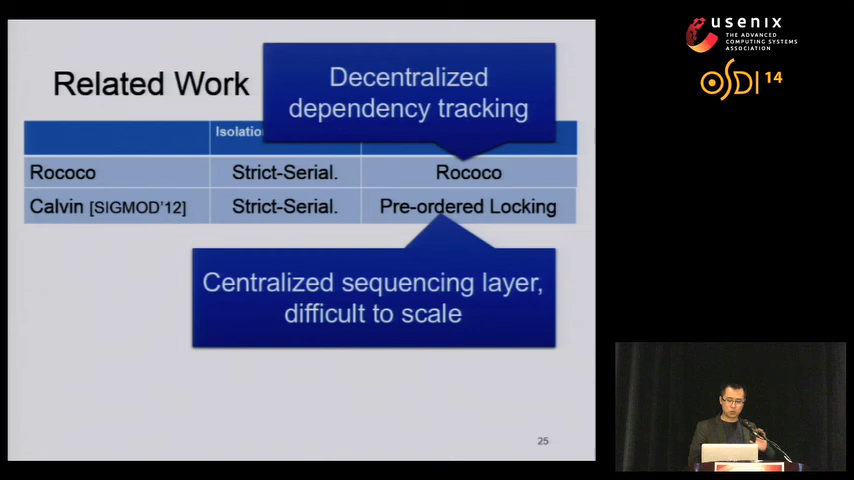 Related Work
Decentralized
dependency tracking
Isolation
Rococo
Strict-Serial.
Rococo
Calvin [SIGMOD'12]
Strict-Serial.
Pre-ordered Locking
Centralized sequencing layer,
difficult to scale
25
usenix
THE ADVANCED
COMPUTING SYSTEMS
ASSOCIATION
OSDI 14